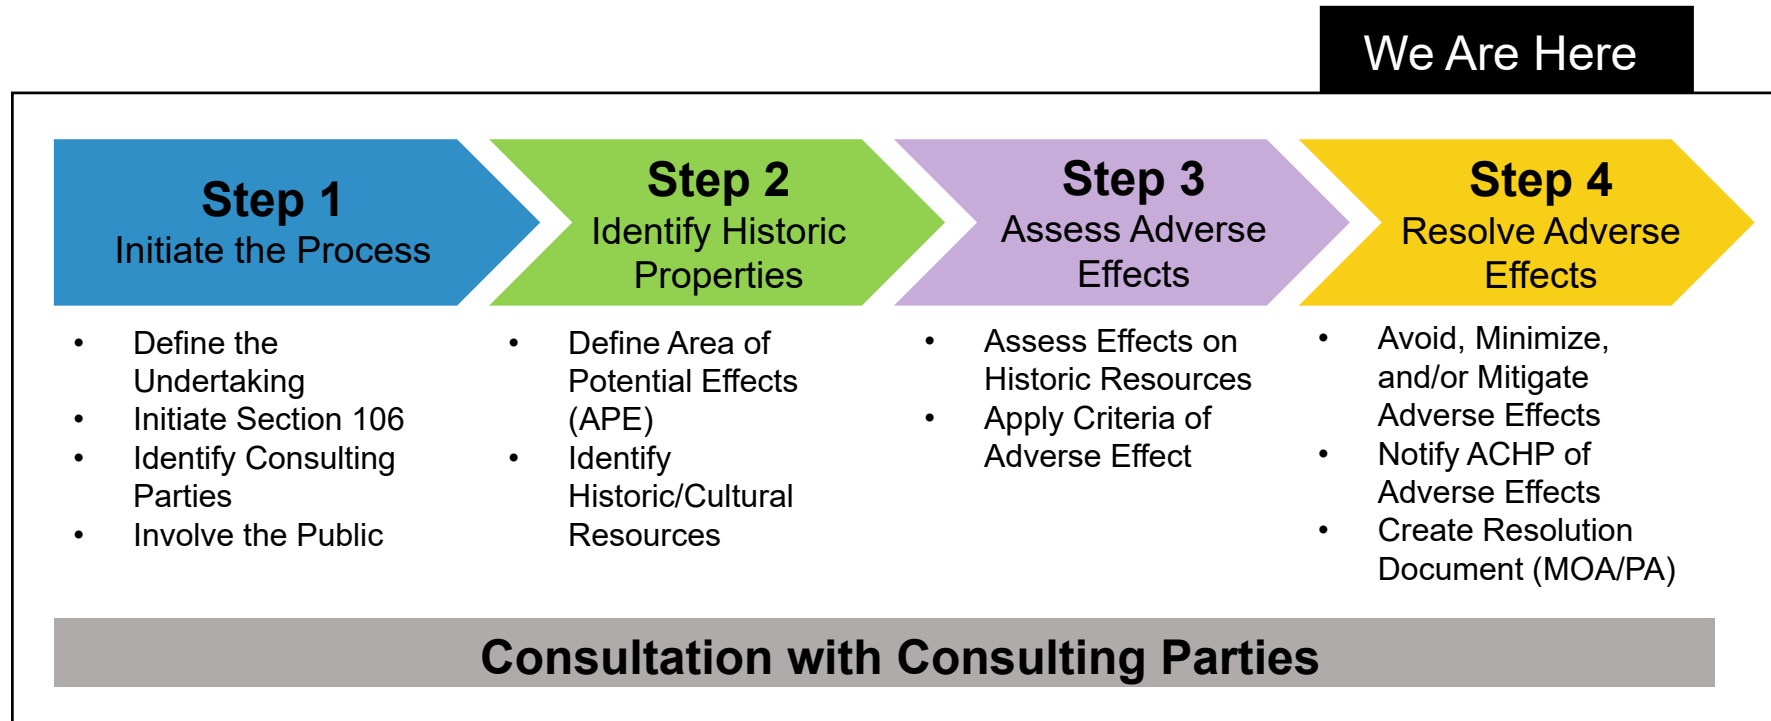 We Are Here
Step 1
Initiate the Process
• Define the
Undertaking
• Initiate Section 106
• Identify Consulting
Parties
• Involve the Public
Step 2
Identify Historic
Properties
• Define Area of
Potential Effects
(APE)
• Identify
Historic/Cultural
Resources
Step 3
Assess Adverse
Effects
• Assess Effects on
Historic Resources
• Apply Criteria of
Adverse Effect
Step 4
Resolve Adverse
Effects
• Avoid, Minimize,
and/or Mitigate
Adverse Effects
• Notify ACHP of
Adverse Effects
• Create Resolution
Document (MOA/PA)
Consultation with Consulting Parties